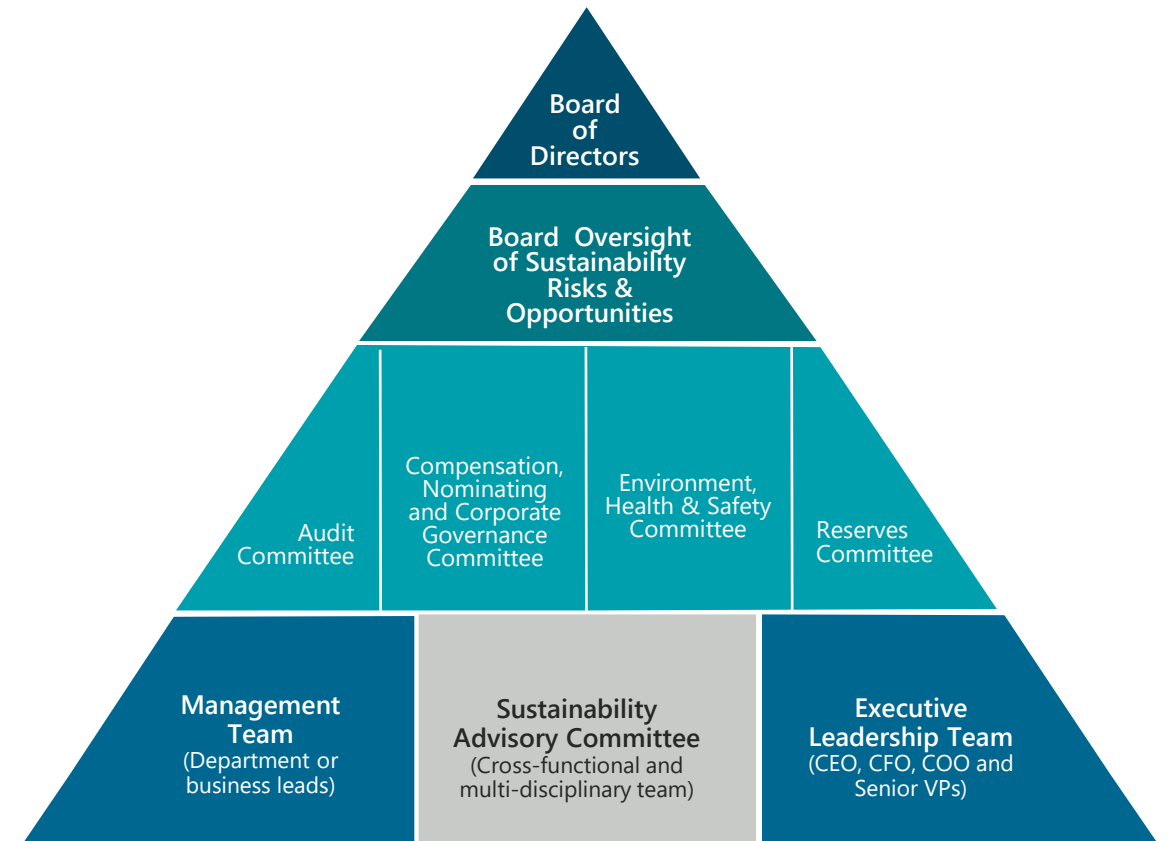 Board
of
Directors
Board Oversight
of Sustainability
Risks &
Opportunities
Audit
Committee
Compensation,
Nominating
and Corporate
Governance
Committee
Environment,
Health & Safety
Committee
Reserves
Committee
Management
Team
(Department or
business leads)
Sustainability
Advisory Committee
(Cross-functional and
multi-disciplinary team)
Executive
Leadership Team
(CEO, CFO, COO and
Senior VPs)